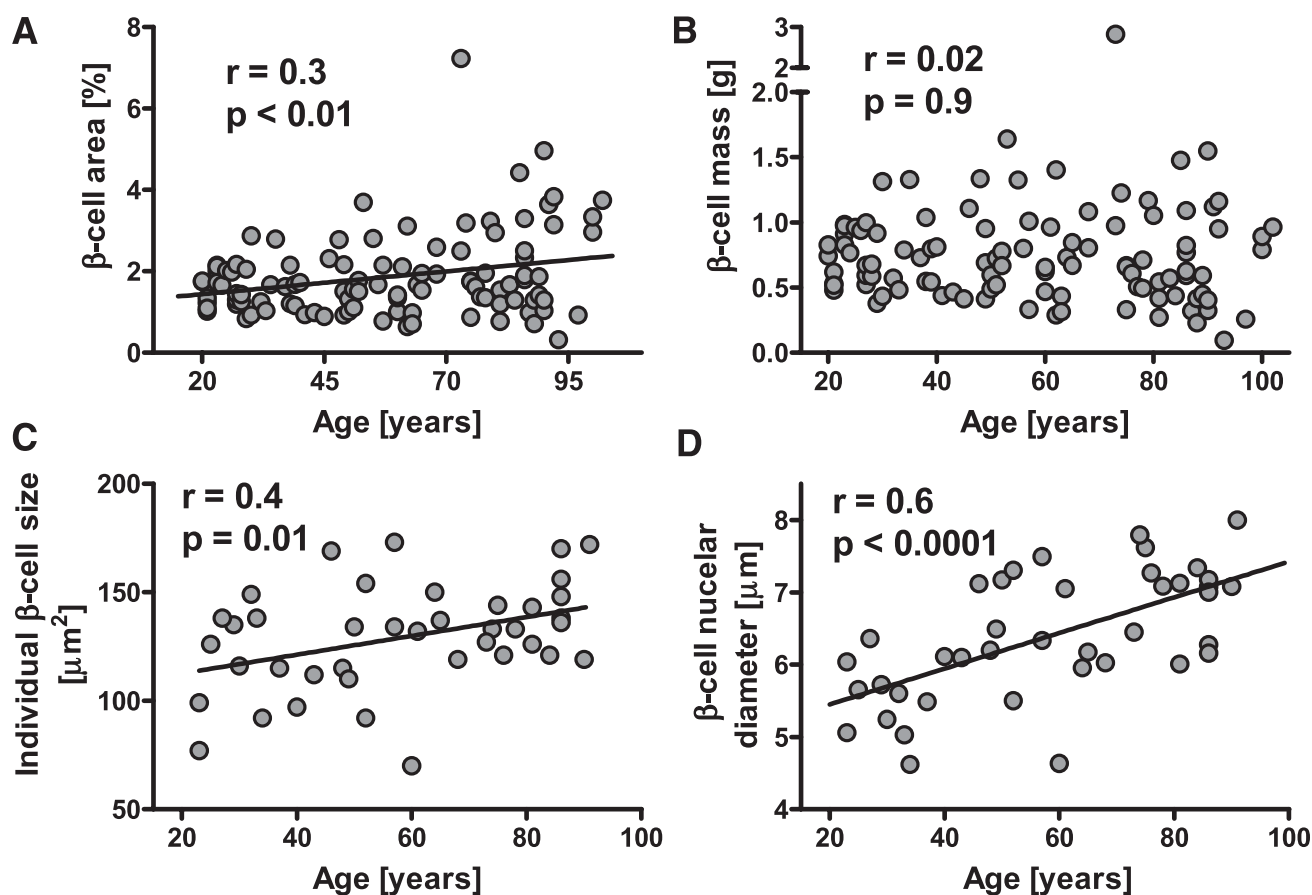 A
β-cell area [%]
8
6
4
2
0
r = 0.3
p < 0.01
20 45 70 95
Age [years]
B
β-cell mass [g]
3
2
2.0
1.5
1.0
0.5
0.0
r = 0.02
p = 0.9
20 40 60 80 100
Age [years]
C
Individual β-cell size
[μm²]
200
150
100
50
r = 0.4
p = 0.01
20 40 60 80 100
Age [years]
D
β-cell nucelar
diameter [μm]
8
7
6
5
4
r = 0.6
p < 0.0001
20 40 60 80 100
Age [years]